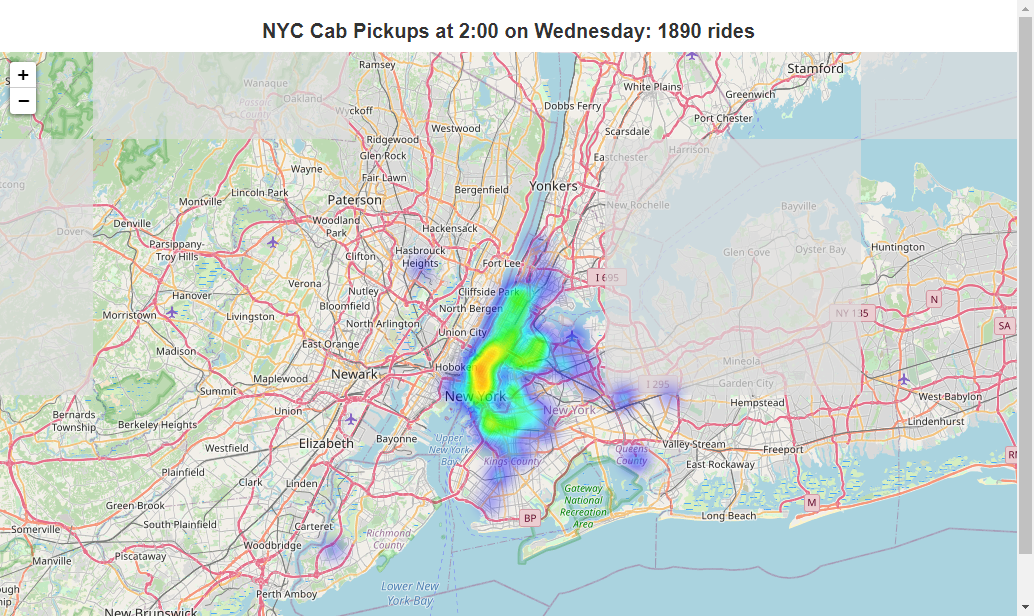 NYC Cab Pickups at 2:00 on Wednesday: 1890 rides
+
−
Ramsey
Stamford
White Plains
Greenwich
Wanaque
Oakland
Wyckoff
Dobbs Ferry
Port Chester
Westwood
Scarsdale
Ridgewood
Glen Rock
Eastchester
Harrison
Wayne
Fair Lawn
Bergenfield
Yonkers
Lincoln Park
Paterson
Montville
New Rochelle
Bayville
Denville
Woodland
Park
Hackensack
Dover
Parsippany-
Troy Hills
Clifton
Hasbrouck
Heights
Fort Lee
Glen Cove
Oyster Bay
Huntington
I 695
Verona
Nutley
Cliffside Park
Hanover
Bloomfield
North Bergen
N
Morristown
Livingston
North Arlington
NY 135
SA
Union City
East Orange
Madison
Mineola
Hoboke
Newark
Maplewood
I 295
Garden City
Summit
New York
West Babylon
Union
New York
Hempstead
Bernards
Township
Berkeley Heights
Lindenhurst
Elizabeth
Bayonne
Upper
New York
Bay
Valley Stream
Freeport
Westfield
Queens
County
Kings County
East Rockaway
Plainfield
Clark
Linden
Gateway
National
Recreation
Area
M
Green Brook
BP
Long Beach
South Plainfield
Carteret
Somerville
Richmond
County
Woodbridge
Piscataway
Manville
Lower New
York Bay
Perth Amboy
New Brunswick